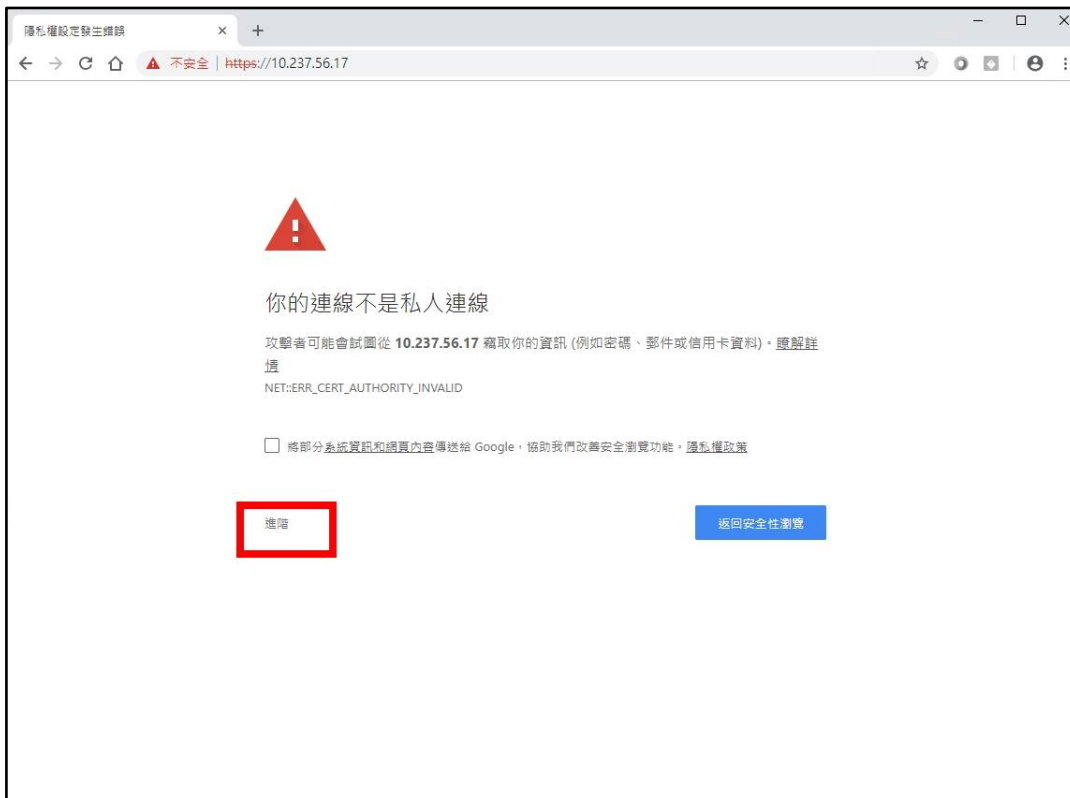 隱私權設定發生錯誤
不安全 | https://10.237.56.17
你的連線不是私人連線
攻擊者可能會試圖從 10.237.56.17 竊取你的資訊 (例如密碼、郵件或信用卡資料)。瞭解詳
情
NET::ERR_CERT_AUTHORITY_INVALID
將部分系統資訊和網頁內容傳送給 Google,協助我們改善安全瀏覽功能。隱私權政策
進階
返回安全性瀏覽